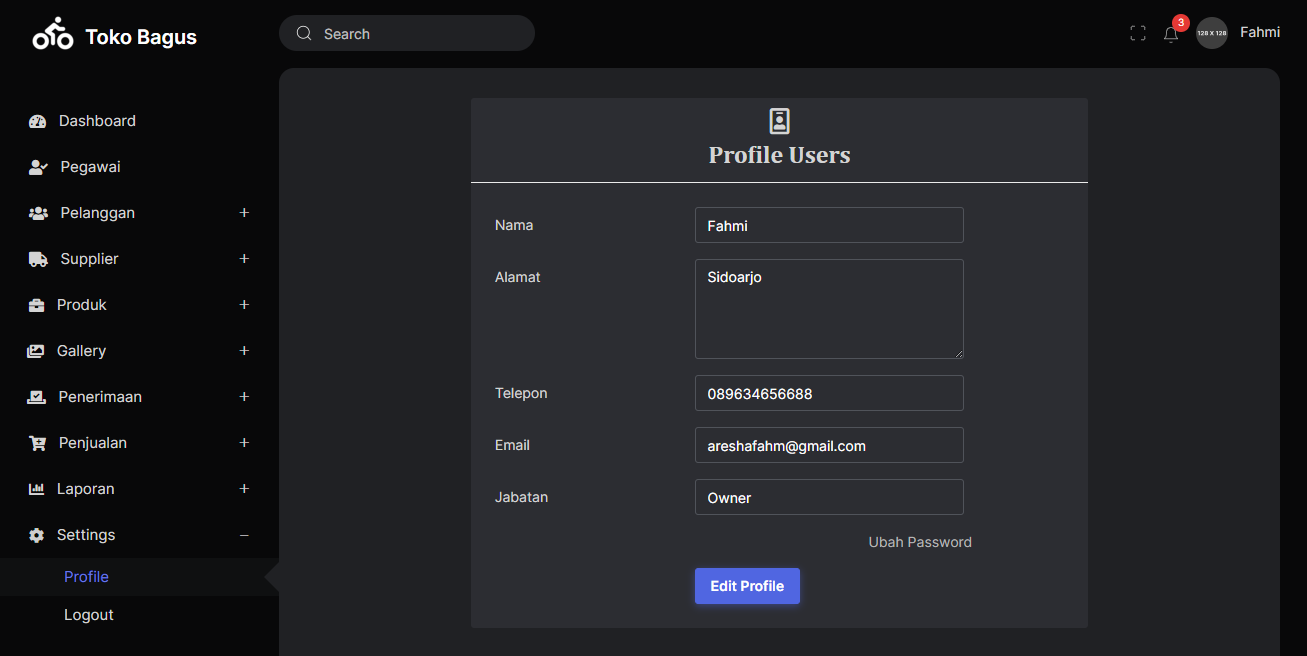 Toko Bagus
Search
3
128 X 128
Fahmi
Dashboard
Pegawai
Pelanggan +
Supplier +
Produk +
Gallery +
Penerimaan +
Penjualan +
Laporan +
Settings −
Profile
Logout
Profile Users
Nama Fahmi
Alamat Sidoarjo
Telepon 089634656688
Email areshafahm@gmail.com
Jabatan Owner
Ubah Password
Edit Profile